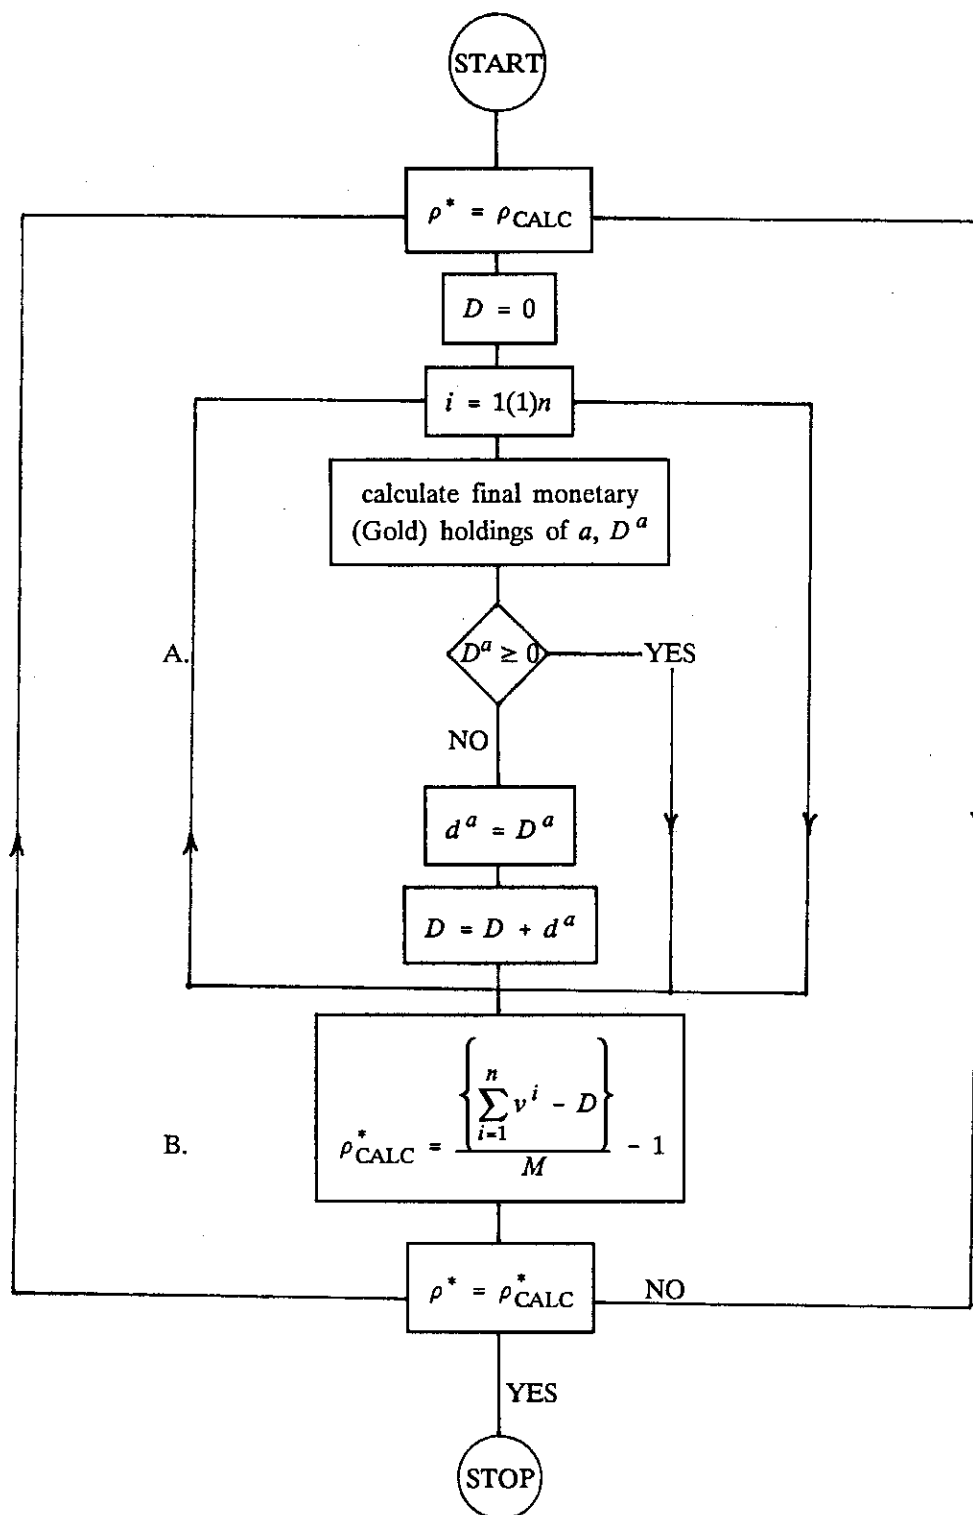 START
ρ* = ρCALC
D = 0
i = 1(1)n
calculate final monetary
(Gold) holdings of a, D^a
A.
D^a ≥ 0
YES
NO
d^a = D^a
D = D + d^a
B.
ρ*CALC = {∑_{i=1}^{n} v^i - D} / M - 1
ρ* = ρ*CALC
NO
YES
STOP